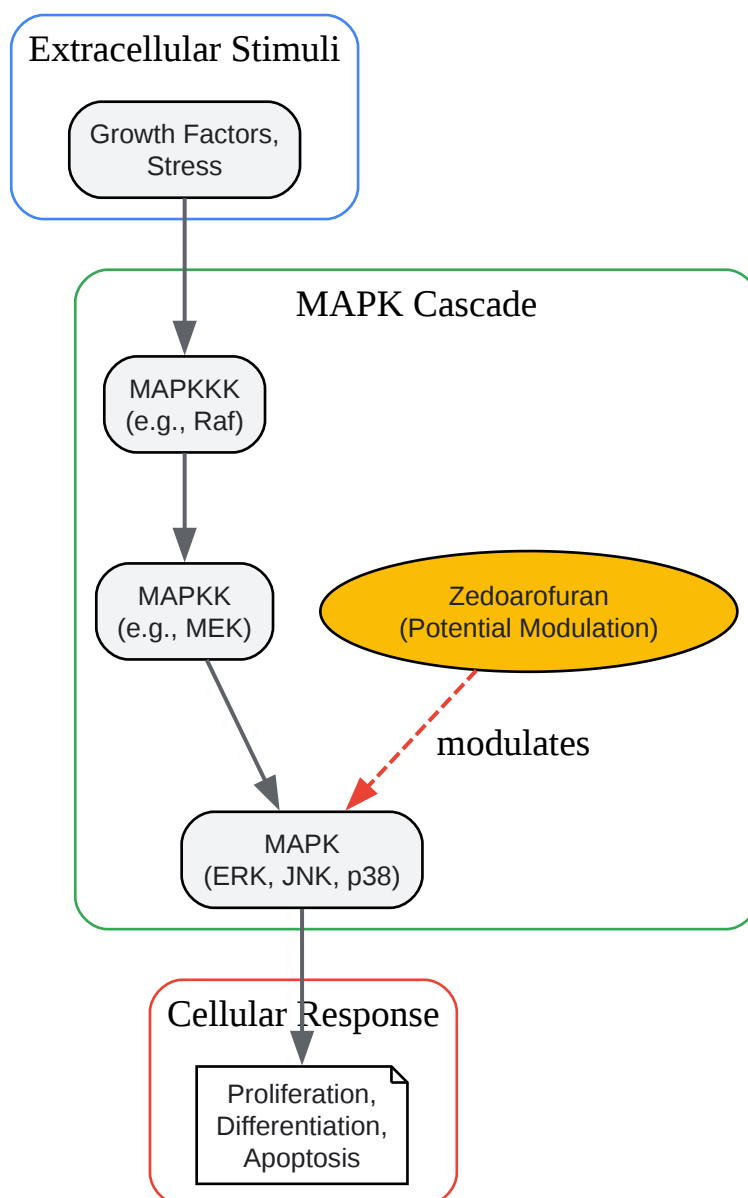 Extracellular Stimuli
Growth Factors,
Stress
MAPK Cascade
MAPKKK
(e.g., Raf)
MAPKK
(e.g., MEK)
Zedoarofuran
(Potential Modulation)
modulates
MAPK
(ERK, JNK, p38)
Cellular Response
Proliferation,
Differentiation,
Apoptosis